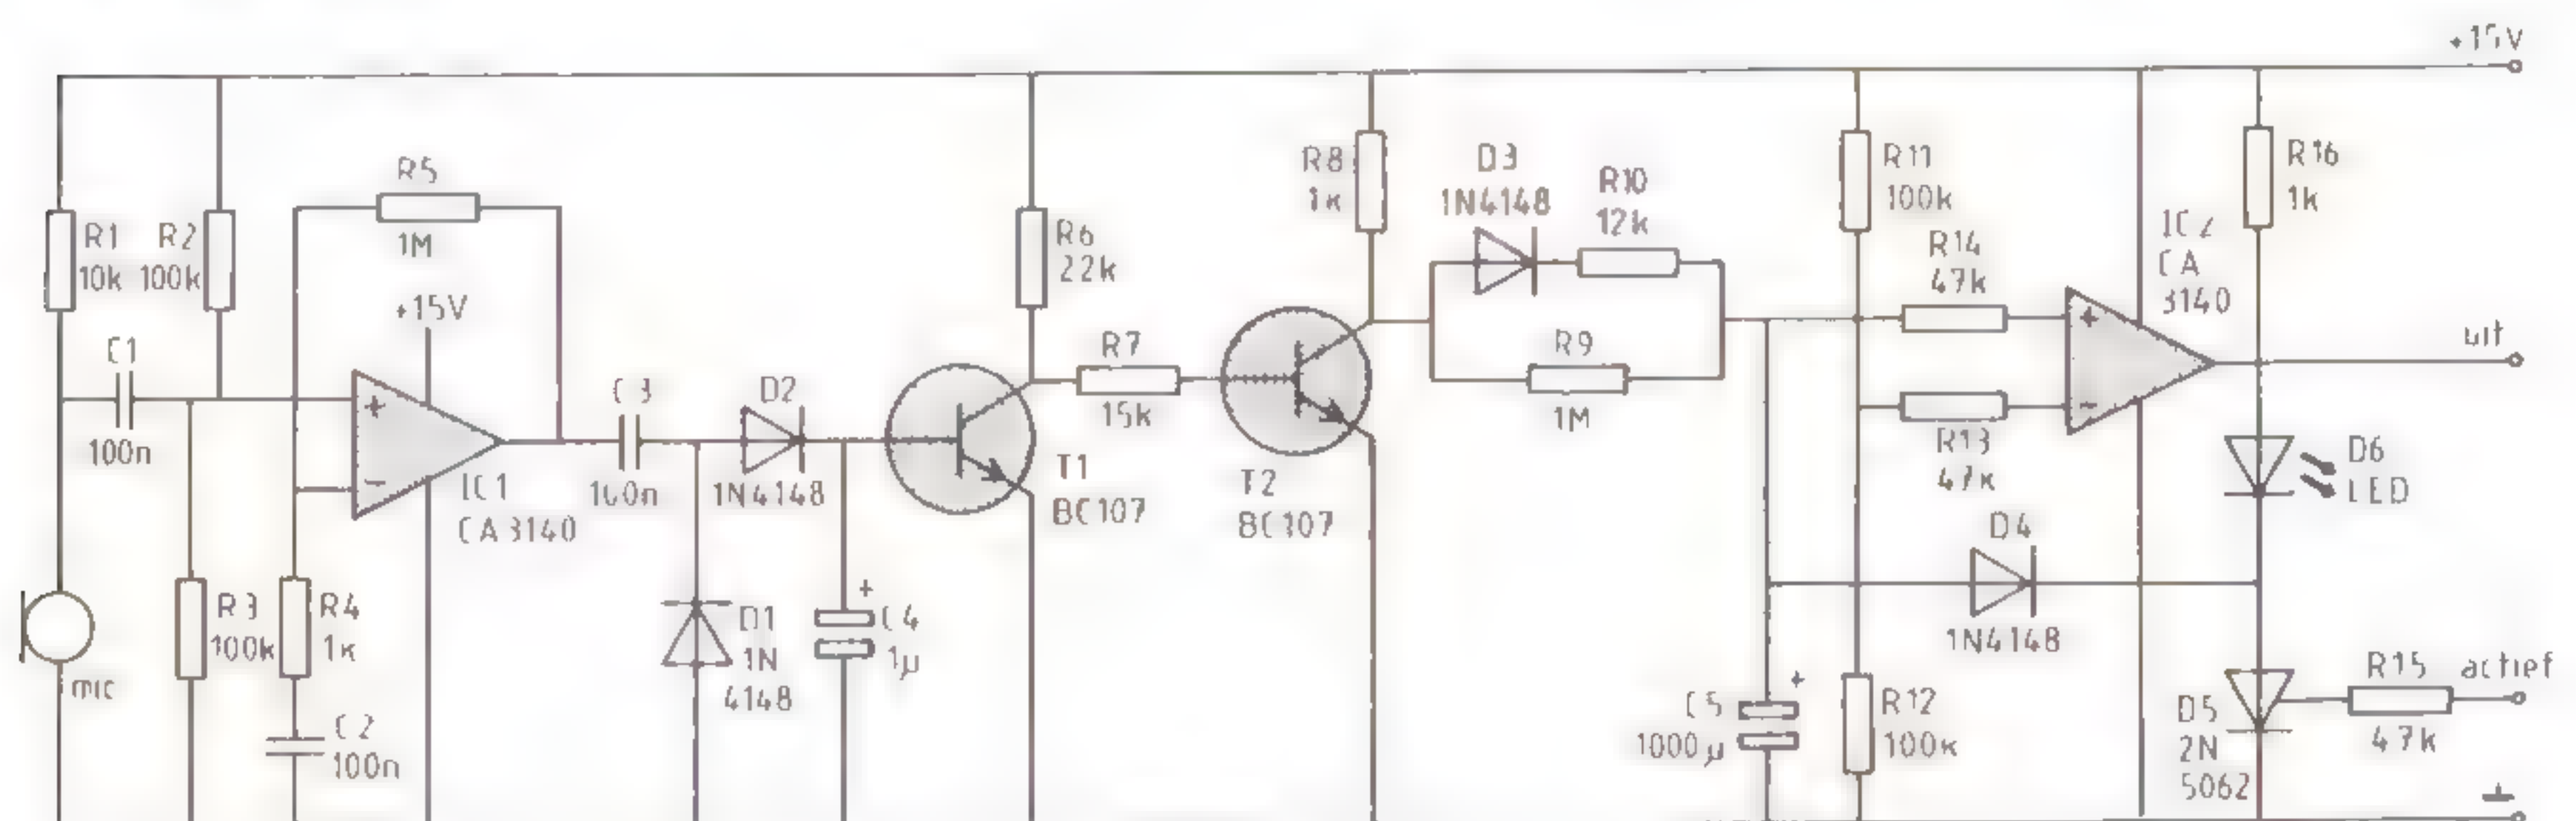 +15V
R1
10k
R2
100k
C1
100n
mic
R3
100k
R4
1k
C2
100n
R5
1M
+15V
+
-
IC1
CA3140
C3
100n
D1
1N
4148
D2
1N4148
+
C4
1µ
R6
22k
T1
BC107
R7
15k
T2
BC107
R8
1k
D3
1N4148
R10
12k
R9
1M
+
C5
1000µ
R11
100k
R12
100k
R14
47k
R13
47k
+
-
IC2
CA
3140
D4
1N4148
R16
1k
uit
D6
LED
D5
2N
5062
R15
47k
actief